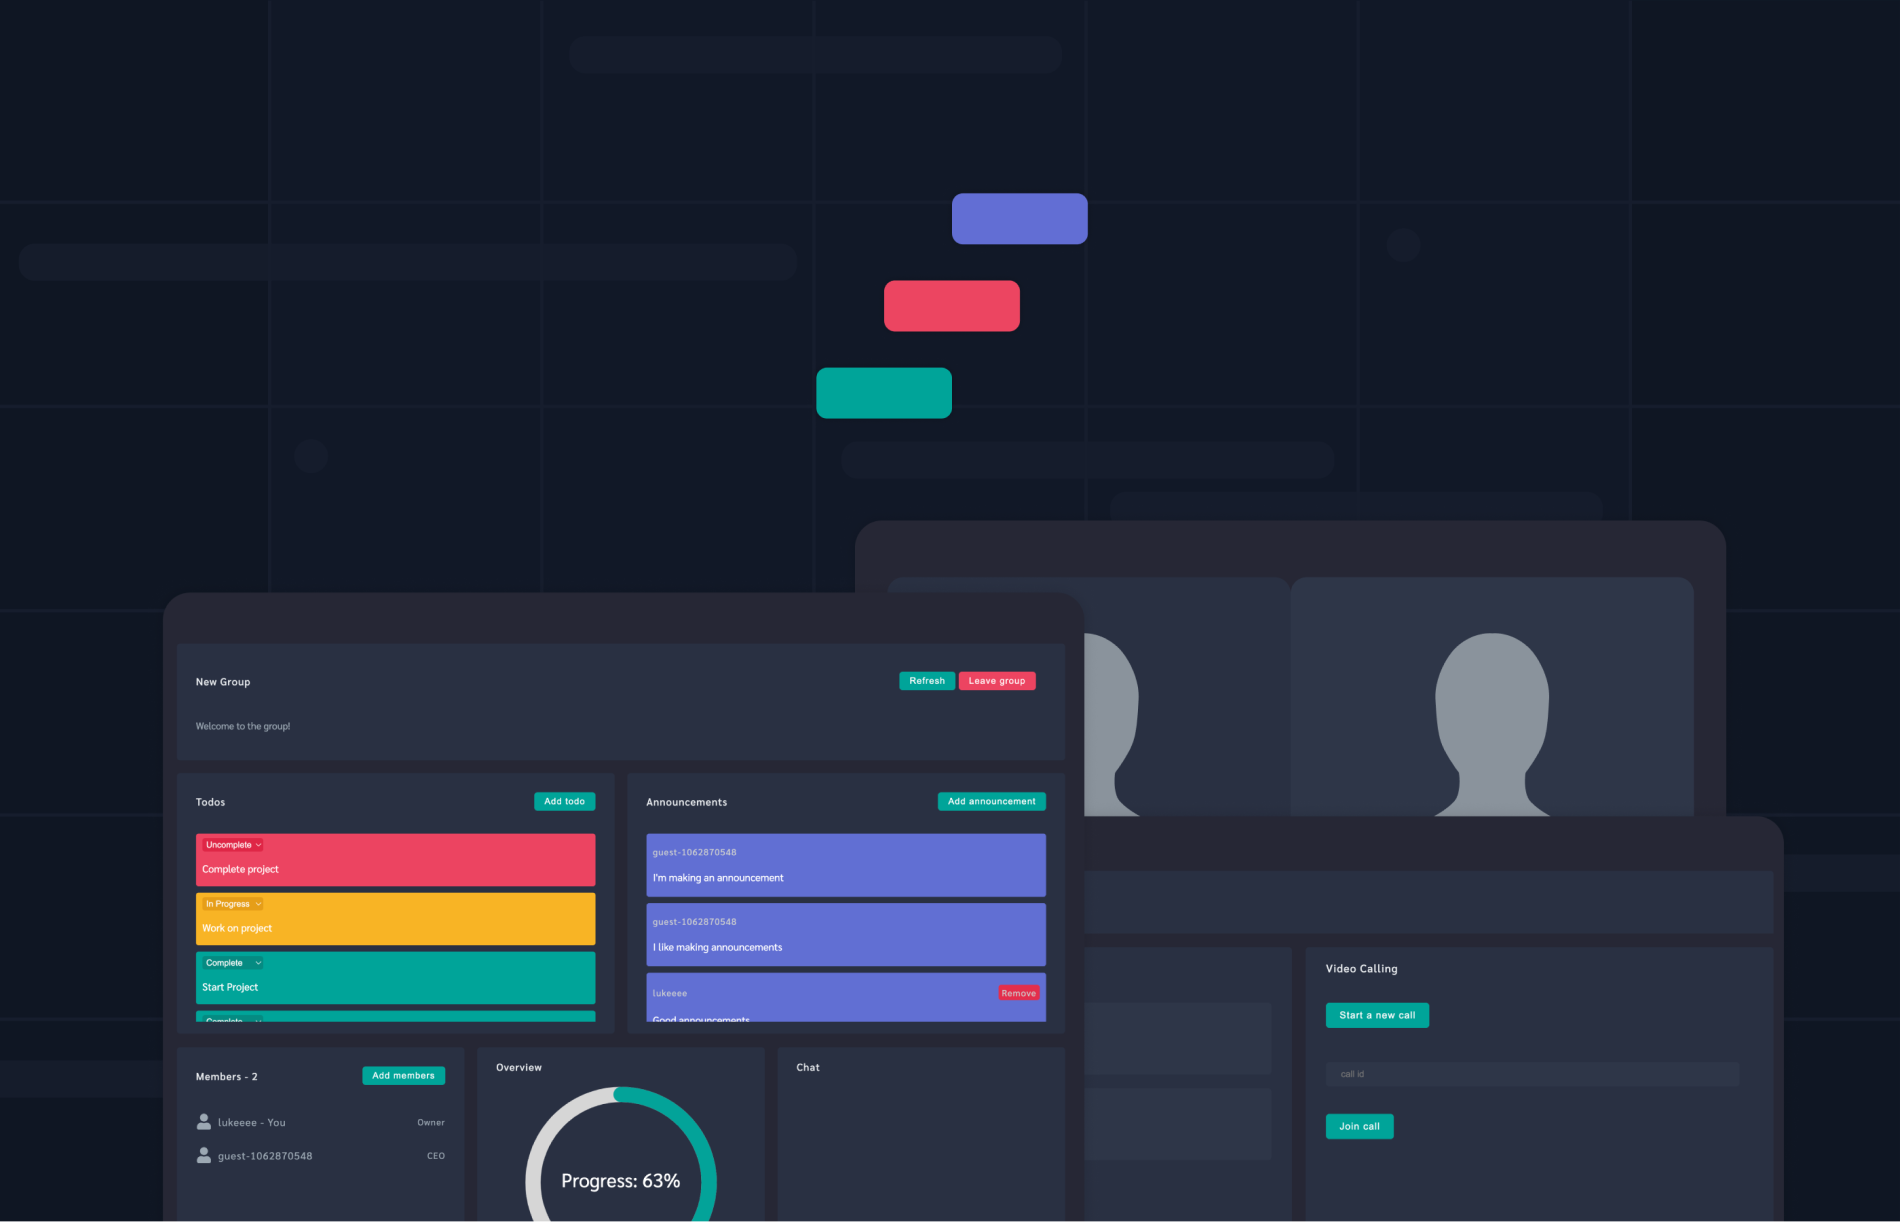 New Group
Refresh
Leave group
Welcome to the group!
Todos
Add todo
Uncomplete
Complete project
In Progress
Work on project
Complete
Start Project
Complete
Announcements
Add announcement
guest-1062870548
I'm making an announcement
guest-1062870548
I like making announcements
lukeeee
Remove
Good announcements
Members - 2
Add members
lukeeee - You
Owner
guest-1062870548
CEO
Overview
Progress: 63%
Chat
Video Calling
Start a new call
call id
Join call